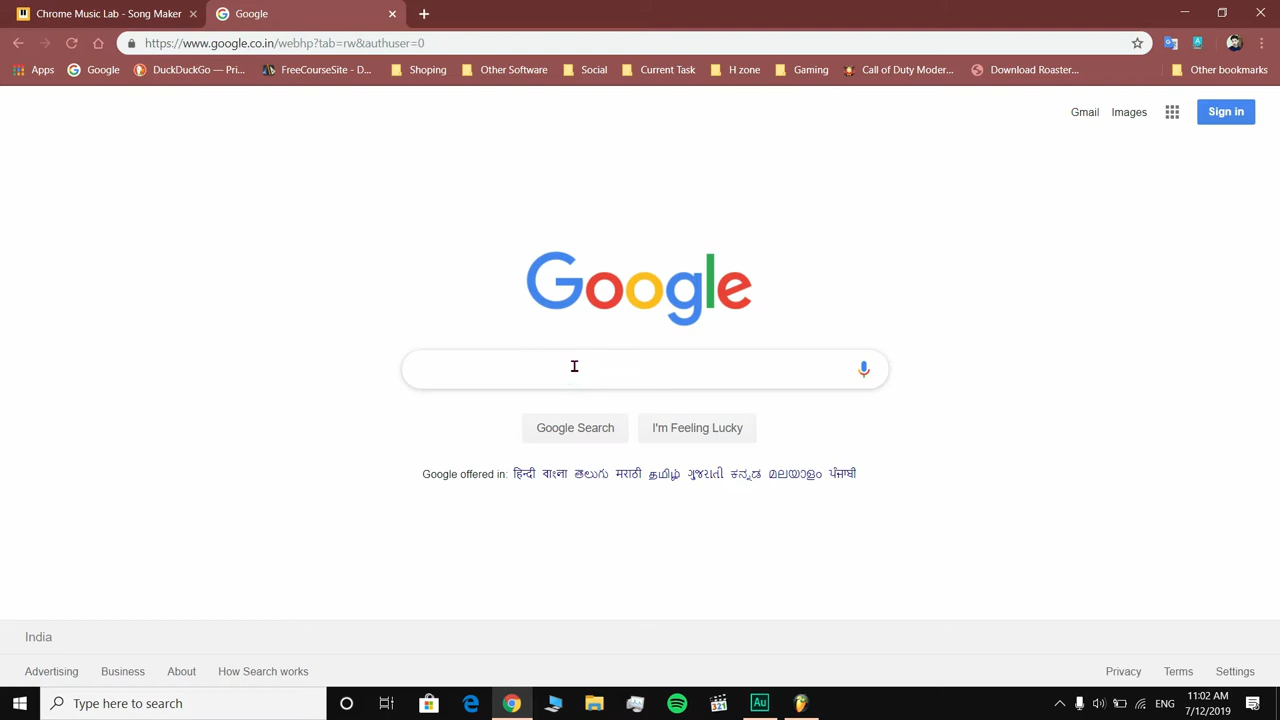 Chrome Music Lab - Song Maker
Google
https://www.google.co.in/webhp?tab=rw&authuser=0
Apps Google DuckDuckGo — Pri... FreeCourseSite - D... Shoping Other Software Social Current Task H zone Gaming Call of Duty Moder... Download Roaster... Other bookmarks
Gmail Images Sign in
Google
Google Search I'm Feeling Lucky
Google offered in: हिन्दी বাংলা తెలుగు मराठी தமிழ் ગુજરાતી ಕನ್ನಡ മലയാളം ਪੰਜਾਬੀ
India
Advertising Business About How Search works Privacy Terms Settings
Type here to search 321 Au ENG 11:02 AM
7/12/2019